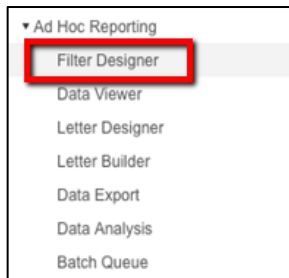 ▾ Ad Hoc Reporting
Filter Designer
Data Viewer
Letter Designer
Letter Builder
Data Export
Data Analysis
Batch Queue